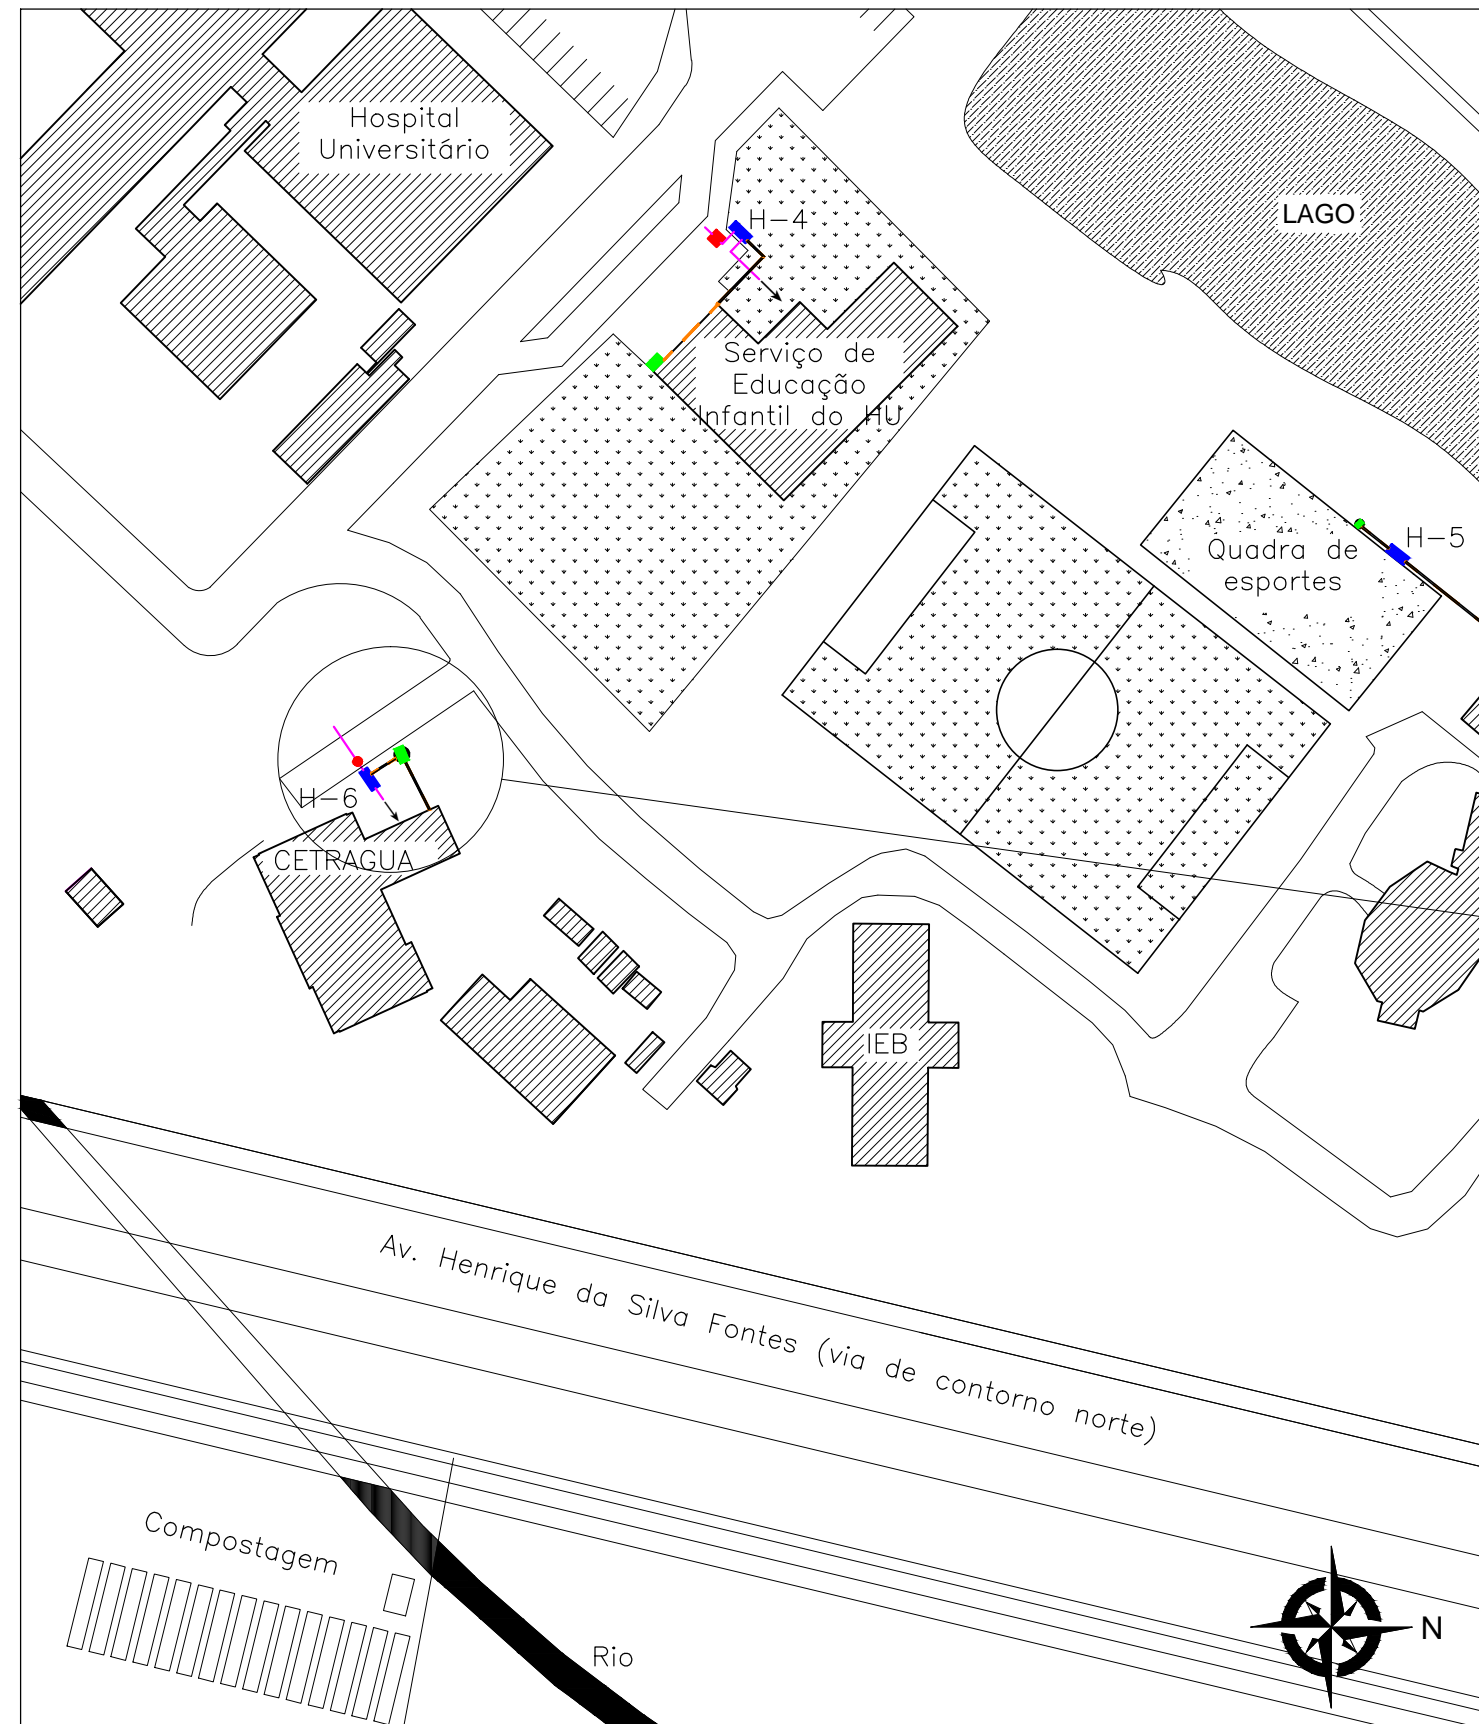 Hospital
Universitário
H-4
LAGO
Serviço de
Educação
Infantil do HU
H-5
Quadra de
esportes
H-6
CETRAGUA
IEB
Av. Henrique da Silva Fontes (via de contorno norte)
Compostagem
Rio
N